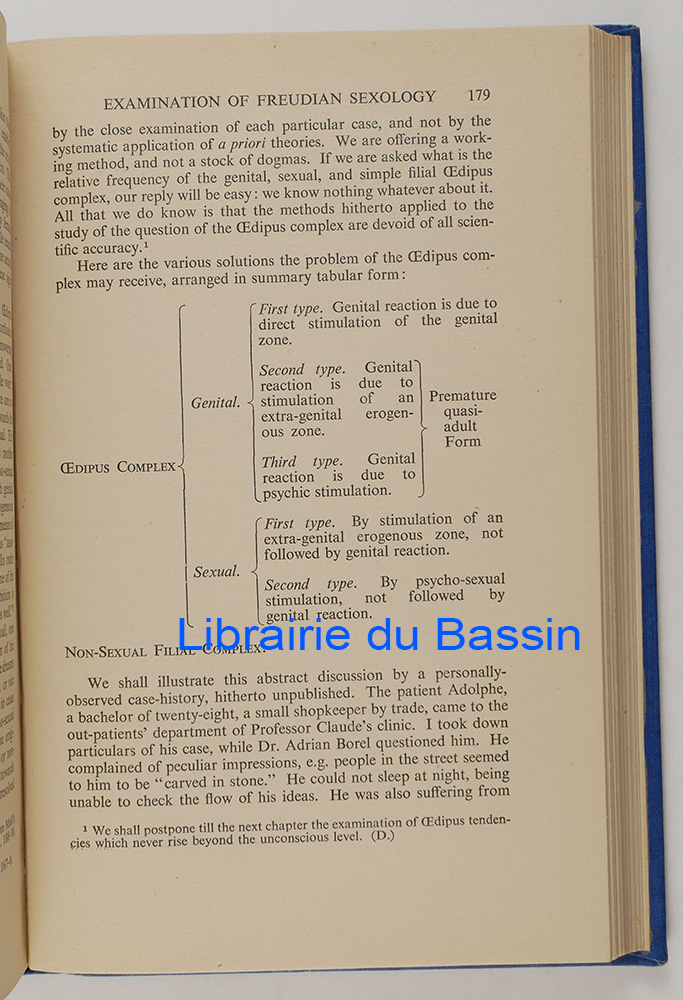 EXAMINATION OF FREUDIAN SEXOLOGY 179
by the close examination of each particular case, and not by the
systematic application of a priori theories. We are offering a work-
ing method, and not a stock of dogmas. If we are asked what is the
relative frequency of the genital, sexual, and simple filial Œdipus
complex, our reply will be easy: we know nothing whatever about it.
All that we do know is that the methods hitherto applied to the
study of the question of the Œdipus complex are devoid of all scien-
tific accuracy.¹
Here are the various solutions the problem of the Œdipus com-
plex may receive, arranged in summary tabular form:
ŒDIPUS COMPLEX
Genital.
First type. Genital reaction is due to
direct stimulation of the genital
zone.
Second type. Genital
reaction is due to
stimulation of an
extra-genital erogen-
ous zone.
Third type. Genital
reaction is due to
psychic stimulation.
Premature
quasi-
adult
Form
Sexual.
First type. By stimulation of an
extra-genital erogenous zone, not
followed by genital reaction.
Second type. By psycho-sexual
stimulation, not followed by
genital reaction.
Librairie du Bassin
NON-SEXUAL FILIAL COMPLEX.
We shall illustrate this abstract discussion by a personally-
observed case-history, hitherto unpublished. The patient Adolphe,
a bachelor of twenty-eight, a small shopkeeper by trade, came to the
out-patients' department of Professor Claude's clinic. I took down
particulars of his case, while Dr. Adrian Borel questioned him. He
complained of peculiar impressions, e.g. people in the street seemed
to him to be "carved in stone." He could not sleep at night, being
unable to check the flow of his ideas. He was also suffering from
¹ We shall postpone till the next chapter the examination of Œdipus tenden-
cies which never rise beyond the unconscious level. (D.)